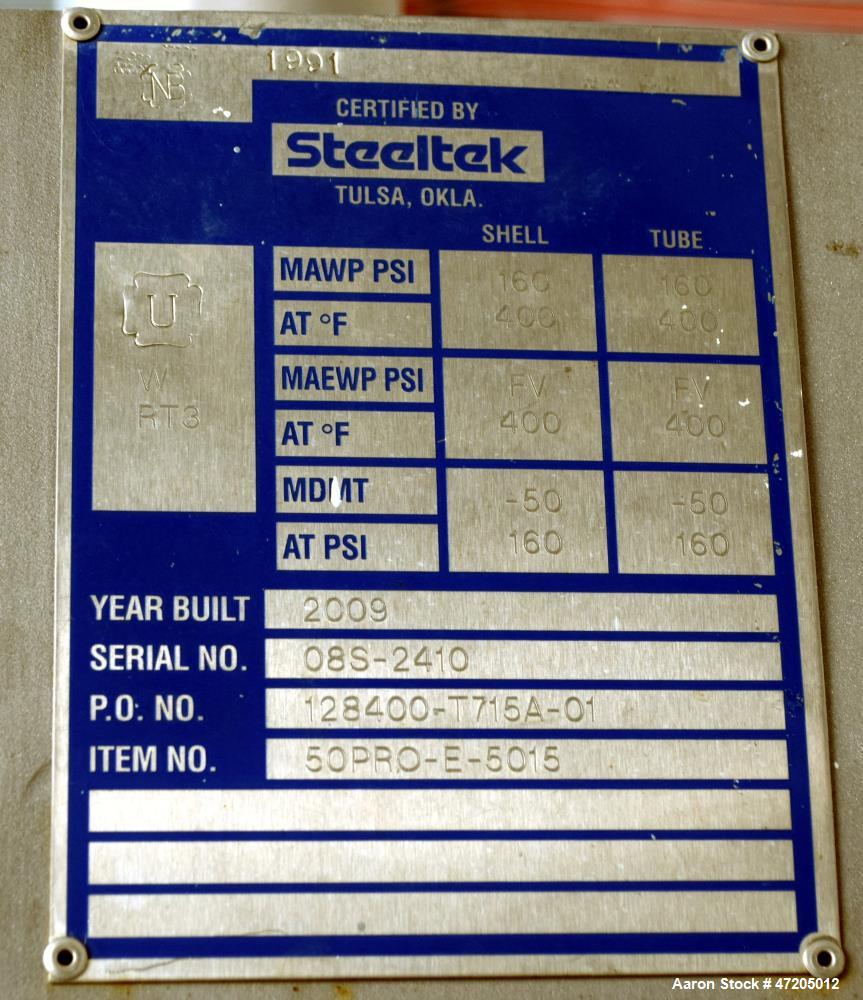 NB 1991
CERTIFIED BY
Steeltek
TULSA, OKLA.
SHELL TUBE
U
W
RT3
MAWP PSI 160 160
AT °F 400 400
MAEWP PSI FV FV
AT °F 400 400
MDMT -50 -50
AT PSI 160 160
YEAR BUILT 2009
SERIAL NO. 08S-2410
P.O. NO. 128400-T715A-01
ITEM NO. 50PRO-E-5015
Aaron Stock # 47205012